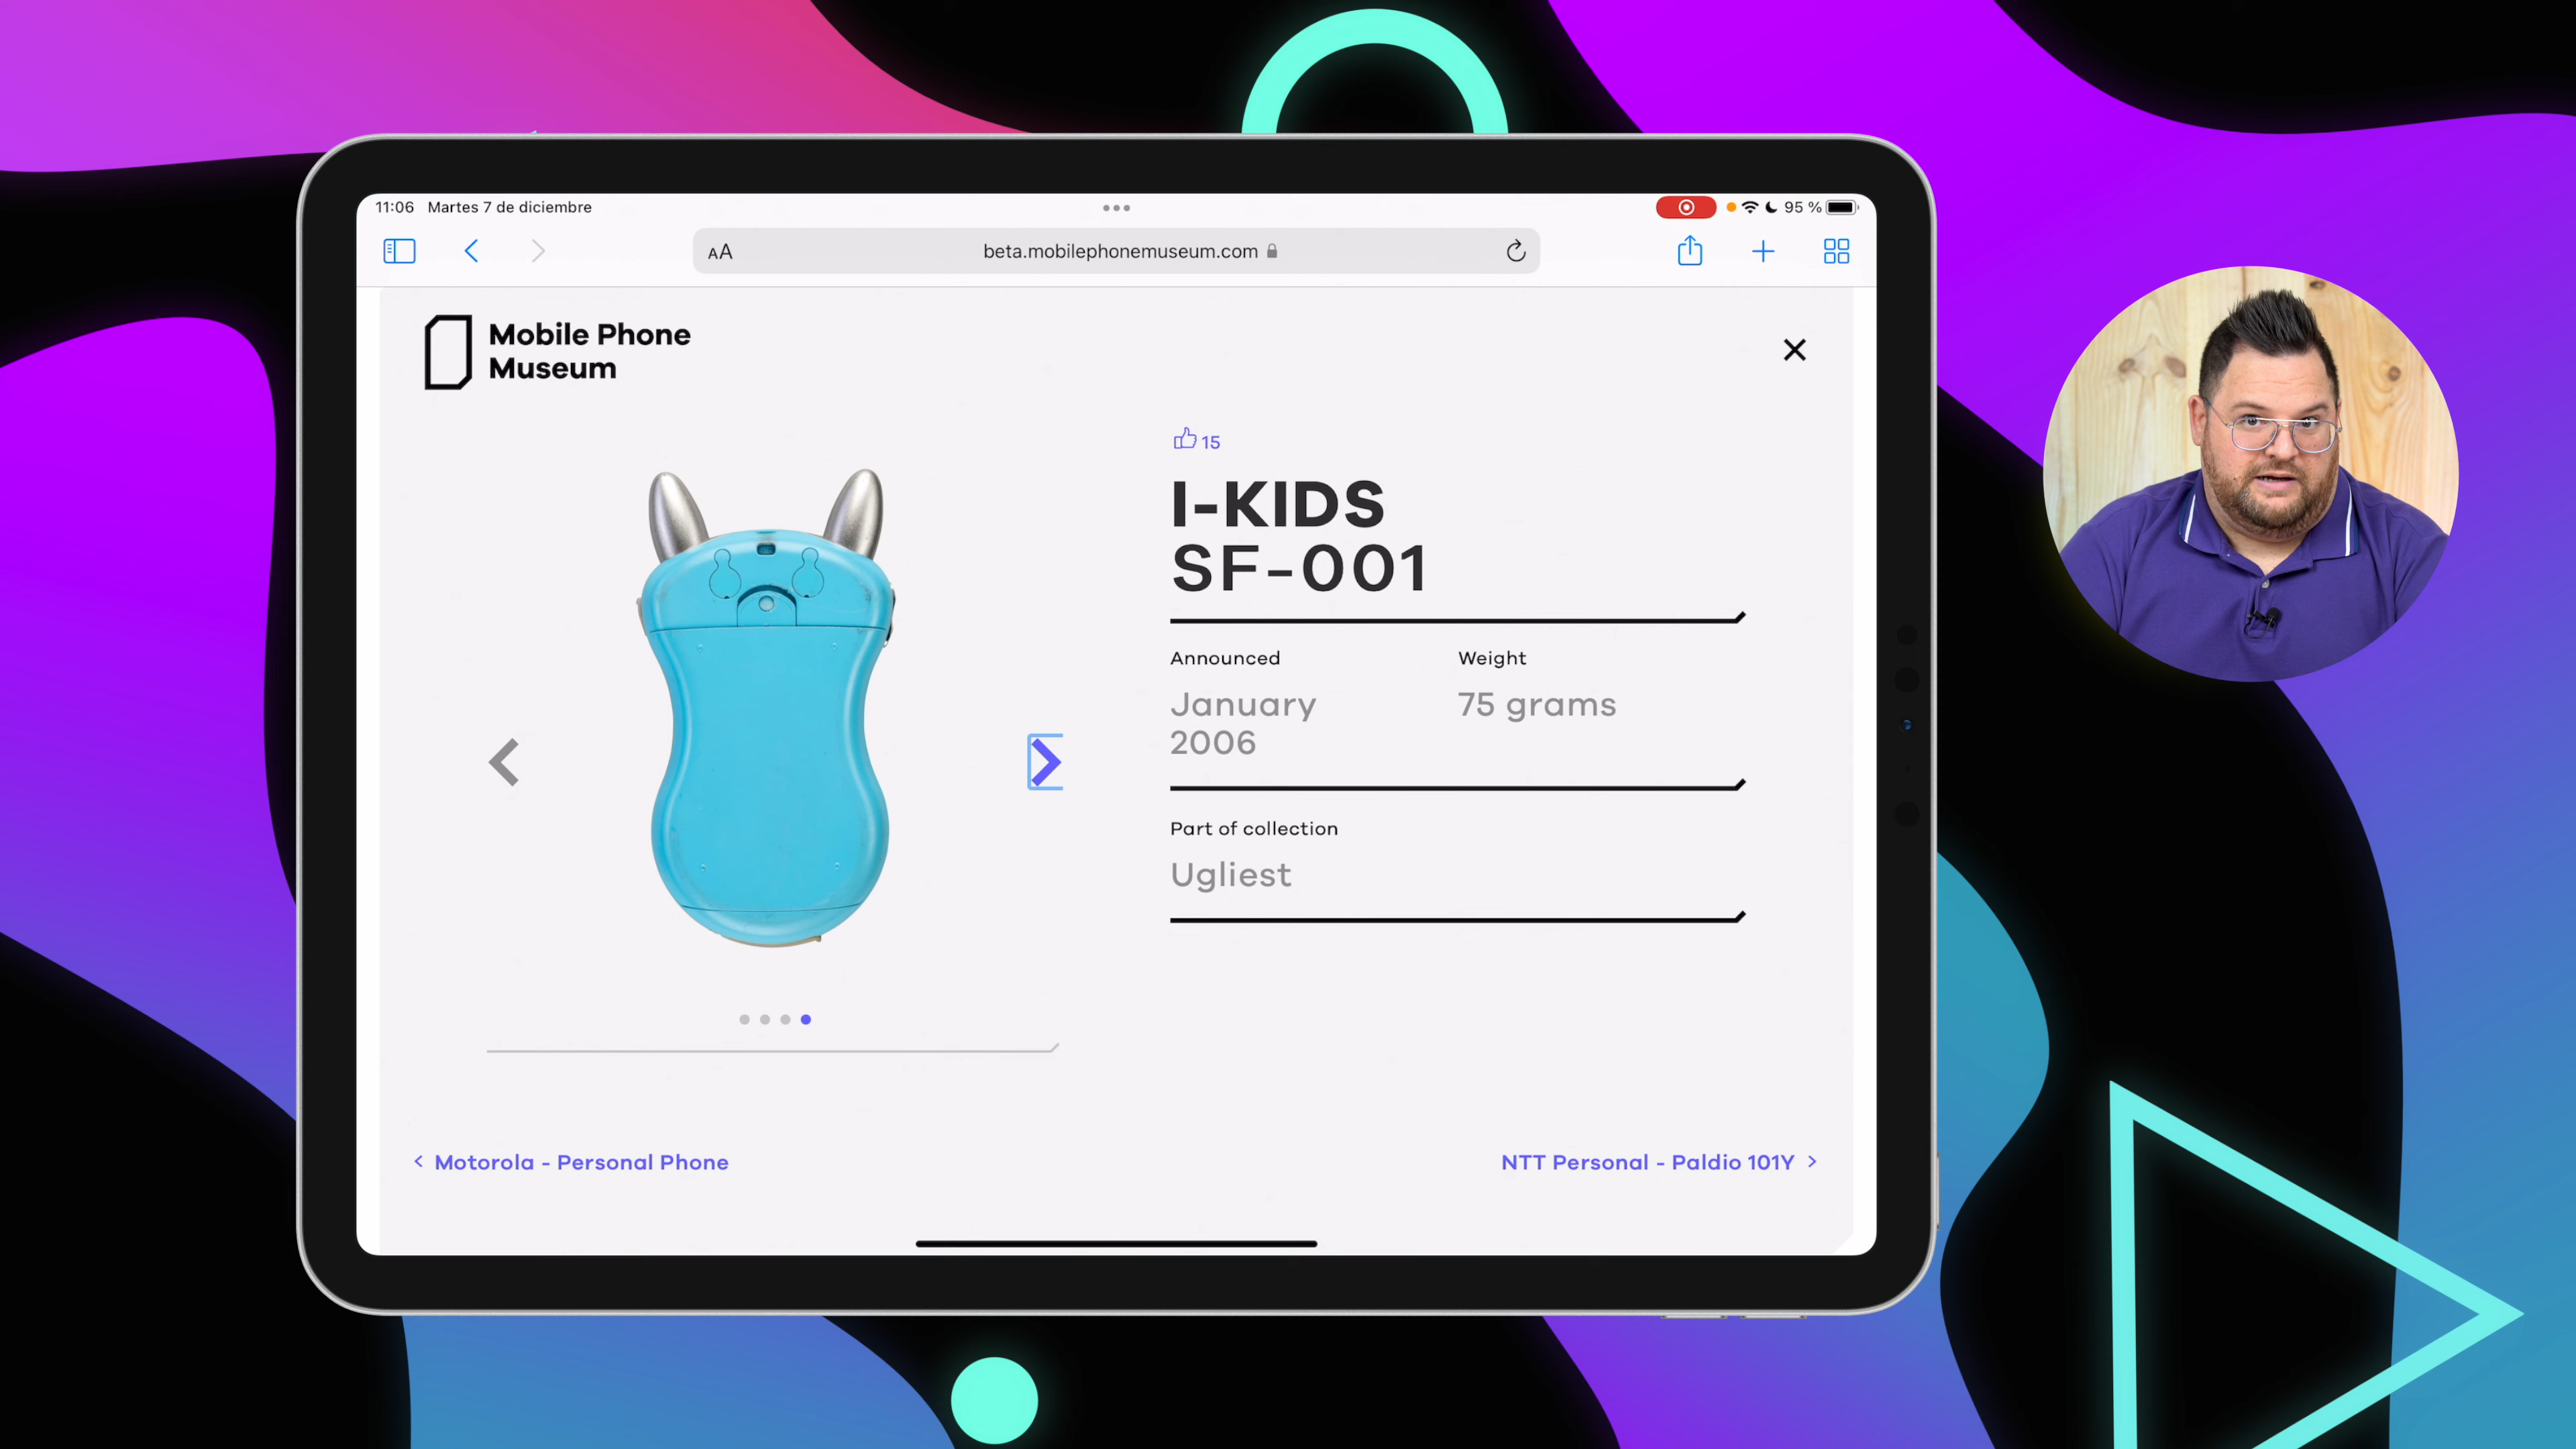 11:06 Martes 7 de diciembre
95 %
AA
beta.mobilephonemuseum.com
Mobile Phone
Museum
15
I-KIDS
SF-001
Announced
Weight
January
2006
75 grams
Part of collection
Ugliest
Motorola - Personal Phone
NTT Personal - Paldio 101Y